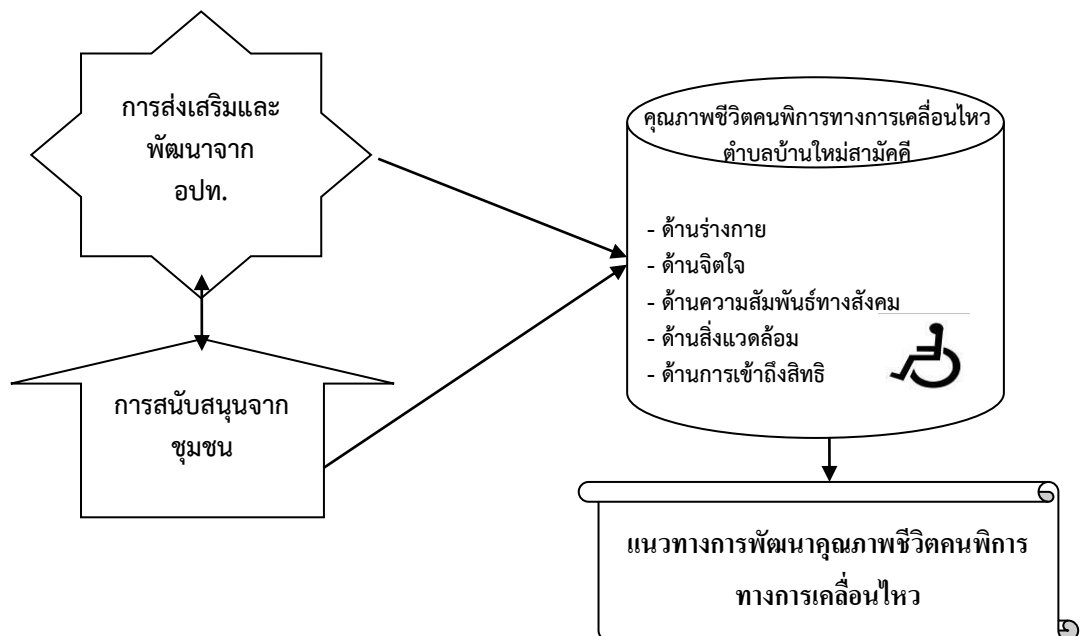 การส่งเสริมและ
พัฒนาจาก
อปท.
การสนับสนุนจาก
ชุมชน
คุณภาพชีวิตคนพิการทางการเคลื่อนไหว
ตำบลบ้านใหม่สามัคคี
- ด้านร่างกาย
- ด้านจิตใจ
- ด้านความสัมพันธ์ทางสังคม
- ด้านสิ่งแวดล้อม
- ด้านการเข้าถึงสิทธิ
แนวทางการพัฒนาคุณภาพชีวิตคนพิการ
ทางการเคลื่อนไหว